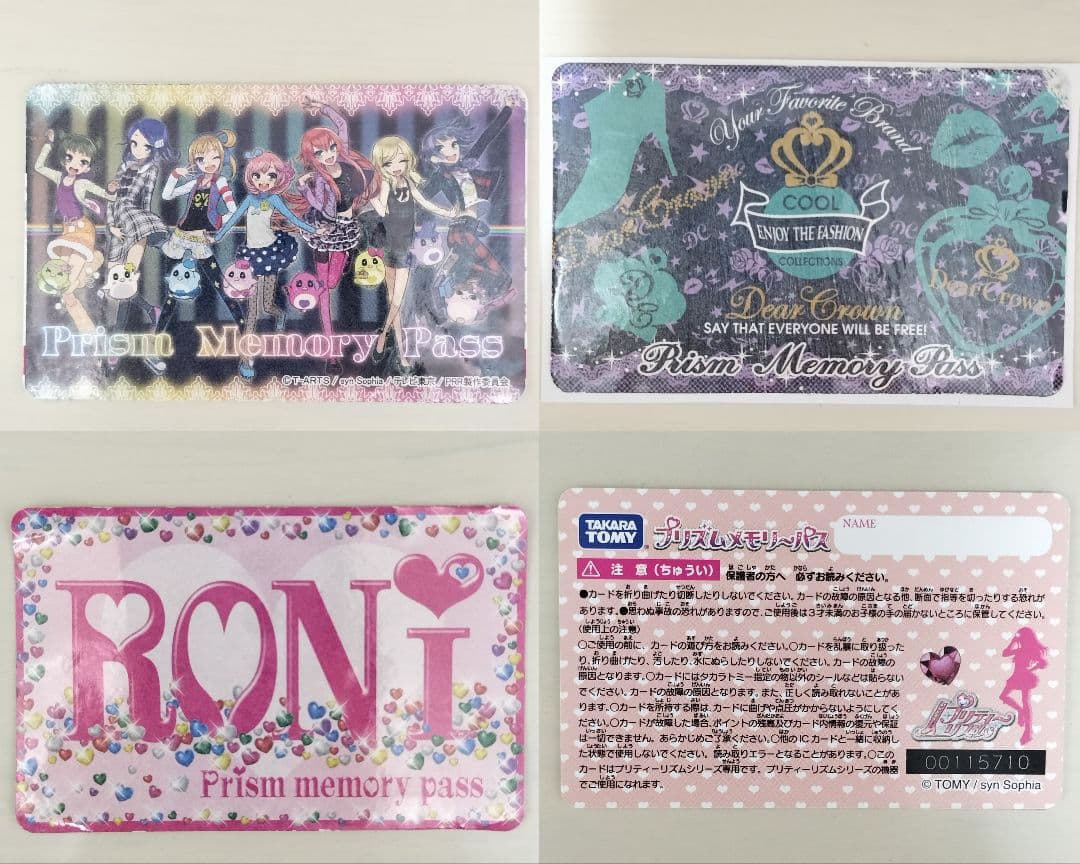 Prism Memory Pass
©T-ARTS / syn Sophia / テレビ東京 / PRR製作委員会
Your Favorite Brand
COOL
ENJOY THE FASHION
COLLECTIONS
Dear Crown
DC
Dear Crown
Dear Crown
SAY THAT EVERYONE WILL BE FREE!
Prism Memory Pass
RONi
Prism memory pass
TAKARA TOMY
プリズムメモリ〜パス
NAME
注意(ちゅうい) 保護者の方へ 必ずお読みください。
●カードを折り曲げたり切断したりしないでください。カードの故障の原因となる他、断面で指等を切ったりする恐れが
あります。●思わぬ事故の恐れがありますので、ご使用後は3才未満のお子様の手の届かないところに保管してください。
〈使用上の注意〉
○ご使用の前に、カードの遊び方をお読みください。○カードを乱暴に取り扱っ
たり、折り曲げたり、汚したり、水にぬらしたりしないでください。カードの故障の
原因となります。○カードにはタカラトミー指定の物以外のシールなどは貼らない
でください。カードの故障の原因となります。また、正しく読み取れないことがあ
ります。○カードを所持する際は、カードに曲げや点圧がかからないようにしてく
ださい。○カードが故障した場合、ポイントの残高及びカード内情報の復元や保証
は一切できません。あらかじめご了承ください。○他のICカードと一緒に収納し
た状態で使用しないでください。読み取りエラーとなることがあります。○この
カードはプリティーリズムシリーズ専用です。プリティーリズムシリーズの機器
でご使用になれます。
プリティーリズム
00115710
© TOMY / syn Sophia